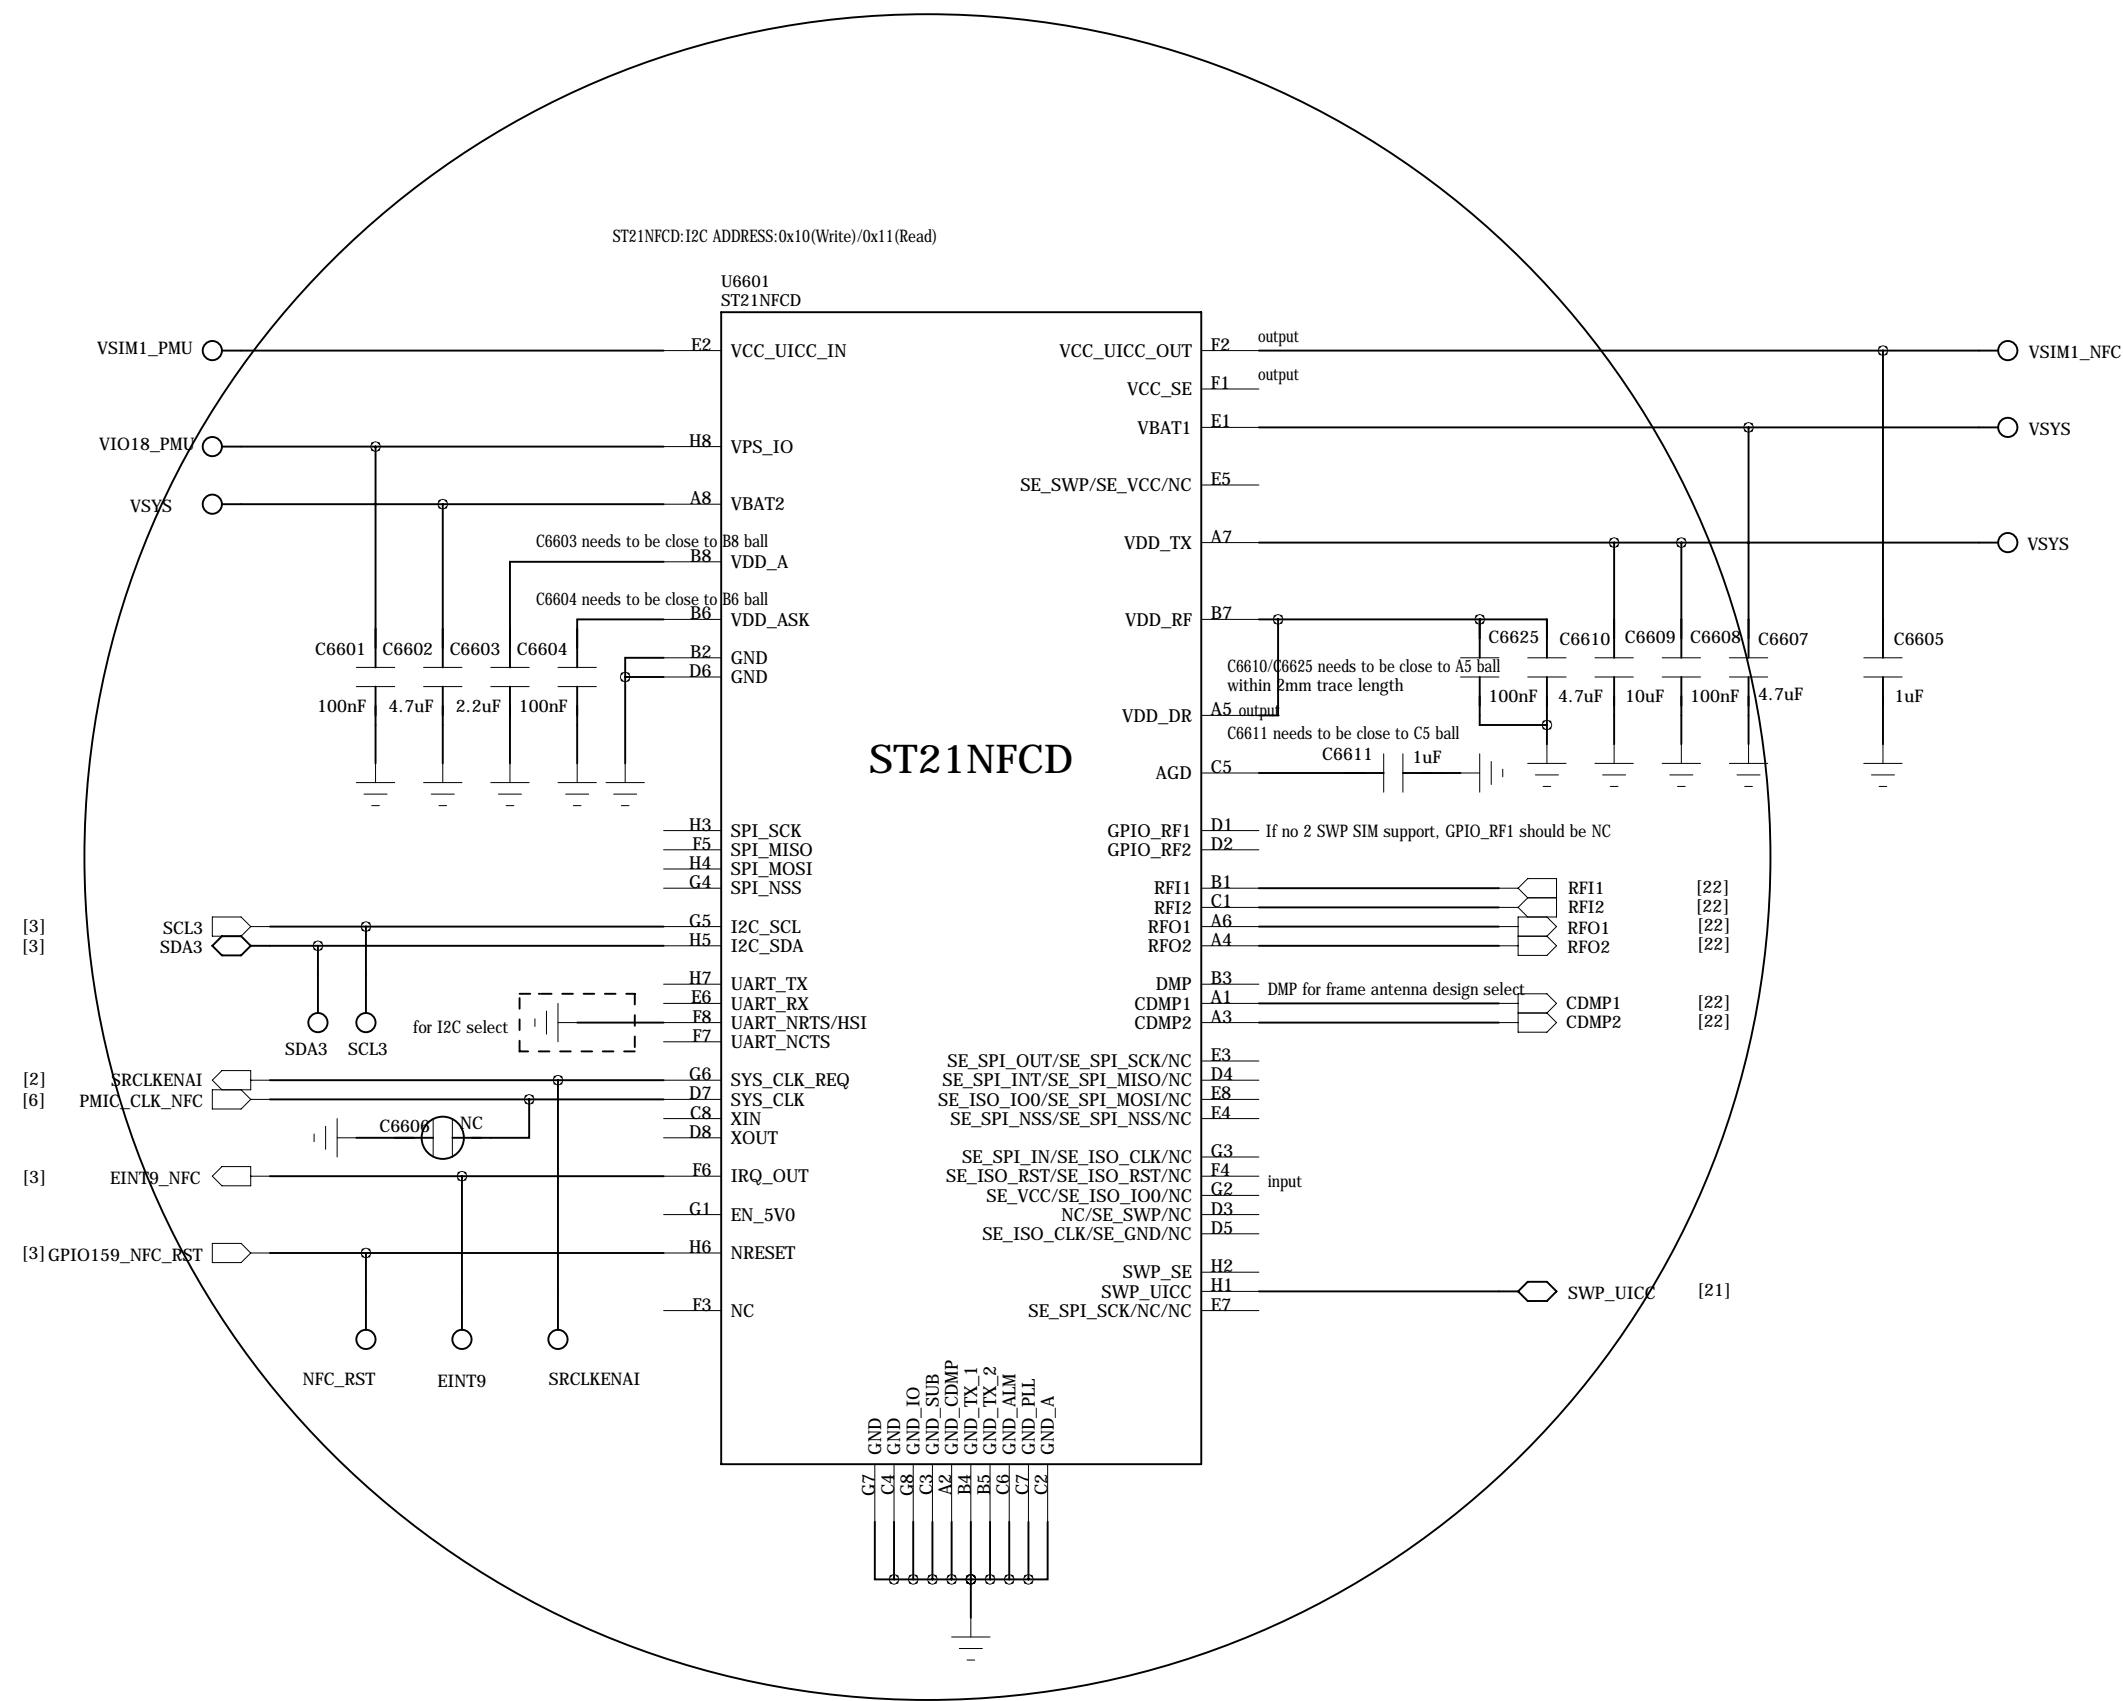 ST21NFCD:I2C ADDRESS:0x10(Write)/0x11(Read)
U6601
ST21NFCD
VSIM1_PMU
E2
VCC_UICC_IN
VCC_UICC_OUT
F2
output
VSIM1_NFC
VCC_SE
F1
output
VBAT1
E1
VSYS
VIO18_PMU
H8
VPS_IO
SE_SWP/SE_VCC/NC
E5
VSYS
A8
VBAT2
C6603 needs to be close to B8 ball
B8
VDD_A
VDD_TX
A7
VSYS
C6604 needs to be close to B6 ball
B6
VDD_ASK
VDD_RF
B7
C6601
C6602
C6603
C6604
B2
GND
D6
GND
C6625
C6610
C6609
C6608
C6607
C6605
C6610/C6625 needs to be close to A5 ball
within 2mm trace length
100nF
4.7uF
2.2uF
100nF
100nF
4.7uF
10uF
100nF
4.7uF
1uF
VDD_DR
A5
output
C6611 needs to be close to C5 ball
C6611
1uF
ST21NFCD
AGD
C5
H3
SPI_SCK
F5
SPI_MISO
H4
SPI_MOSI
G4
SPI_NSS
GPIO_RF1
D1
If no 2 SWP SIM support, GPIO_RF1 should be NC
GPIO_RF2
D2
RFI1
B1
RFI1
[22]
RFI2
C1
RFI2
[22]
[3]
SCL3
G5
I2C_SCL
RFO1
A6
RFO1
[22]
[3]
SDA3
H5
I2C_SDA
RFO2
A4
RFO2
[22]
H7
UART_TX
DMP
B3
DMP for frame antenna design select
E6
UART_RX
CDMP1
A1
CDMP1
[22]
for I2C select
F8
UART_NRTS/HSI
CDMP2
A3
CDMP2
[22]
F7
UART_NCTS
SDA3
SCL3
SE_SPI_OUT/SE_SPI_SCK/NC
E3
[2]
SRCLKENAI
G6
SYS_CLK_REQ
SE_SPI_INT/SE_SPI_MISO/NC
D4
[6]
PMIC_CLK_NFC
D7
SYS_CLK
SE_ISO_IO0/SE_SPI_MOSI/NC
E8
C6606
NC
C8
XIN
SE_SPI_NSS/SE_SPI_NSS/NC
E4
D8
XOUT
SE_SPI_IN/SE_ISO_CLK/NC
G3
[3]
EINT9_NFC
F6
IRQ_OUT
SE_ISO_RST/SE_ISO_RST/NC
F4
input
SE_VCC/SE_ISO_IO0/NC
G2
G1
EN_5V0
NC/SE_SWP/NC
D3
SE_ISO_CLK/SE_GND/NC
D5
[3]
GPIO159_NFC_RST
H6
NRESET
SWP_SE
H2
SWP_UICC
H1
SWP_UICC
[21]
F3
NC
SE_SPI_SCK/NC/NC
E7
NFC_RST
EINT9
SRCLKENAI
GND
GND
GND_IO
GND_SUB
GND_CDMP
GND_TX_1
GND_TX_2
GND_ALM
GND_PLL
GND_A
G7
C4
G8
C3
A2
B4
B5
C6
C7
C2